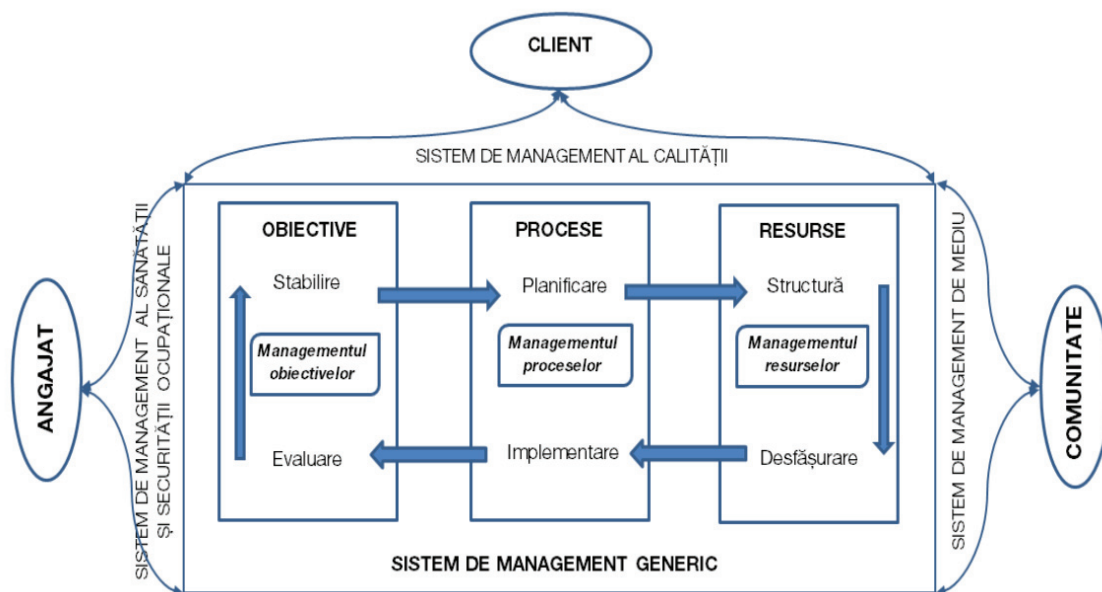 CLIENT
SISTEM DE MANAGEMENT AL CALITĂȚII
SISTEM DE MANAGEMENT AL SANĂTĂȚII
ȘI SECURITĂȚII OCUPAȚIONALE
ANGAJAT
OBIECTIVE
Stabilire
Managementul
obiectivelor
Evaluare
PROCESE
Planificare
Managementul
proceselor
Implementare
RESURSE
Structură
Managementul
resurselor
Desfășurare
SISTEM DE MANAGEMENT DE MEDIU
COMUNITATE
SISTEM DE MANAGEMENT GENERIC